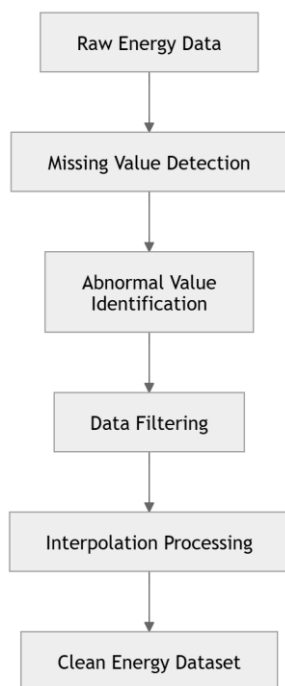 Raw Energy Data
Missing Value Detection
Abnormal Value
Identification
Data Filtering
Interpolation Processing
Clean Energy Dataset